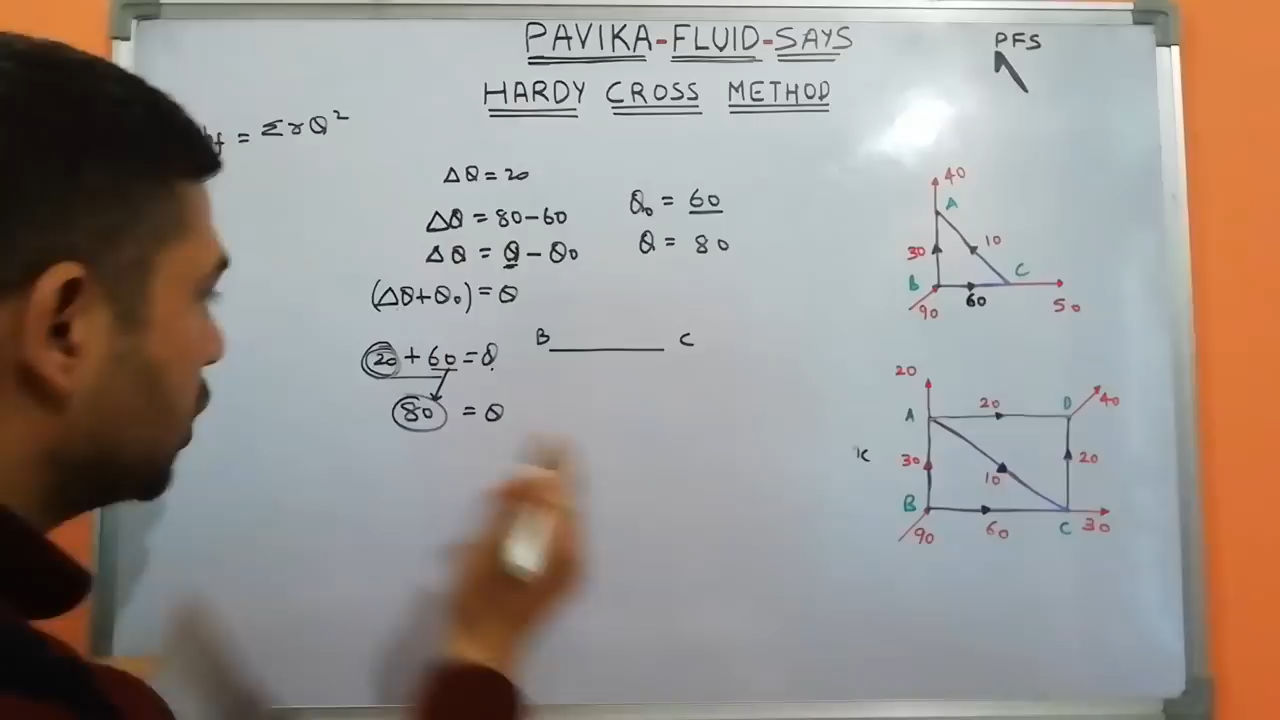 PAVIKA-FLUID-SAYS
PFS
HARDY CROSS METHOD
f = ΣrQ²
ΔQ = 20
ΔQ = 80-60
Q₀ = 60
ΔQ = Q - Q₀
Q = 80
(ΔQ+Q₀) = Q
20 + 60 = Q
B C
80 = Q
40
A
30
10
C
B
60
90
50
20
A
20
D
40
K
30
10
20
B
90
60
C
30